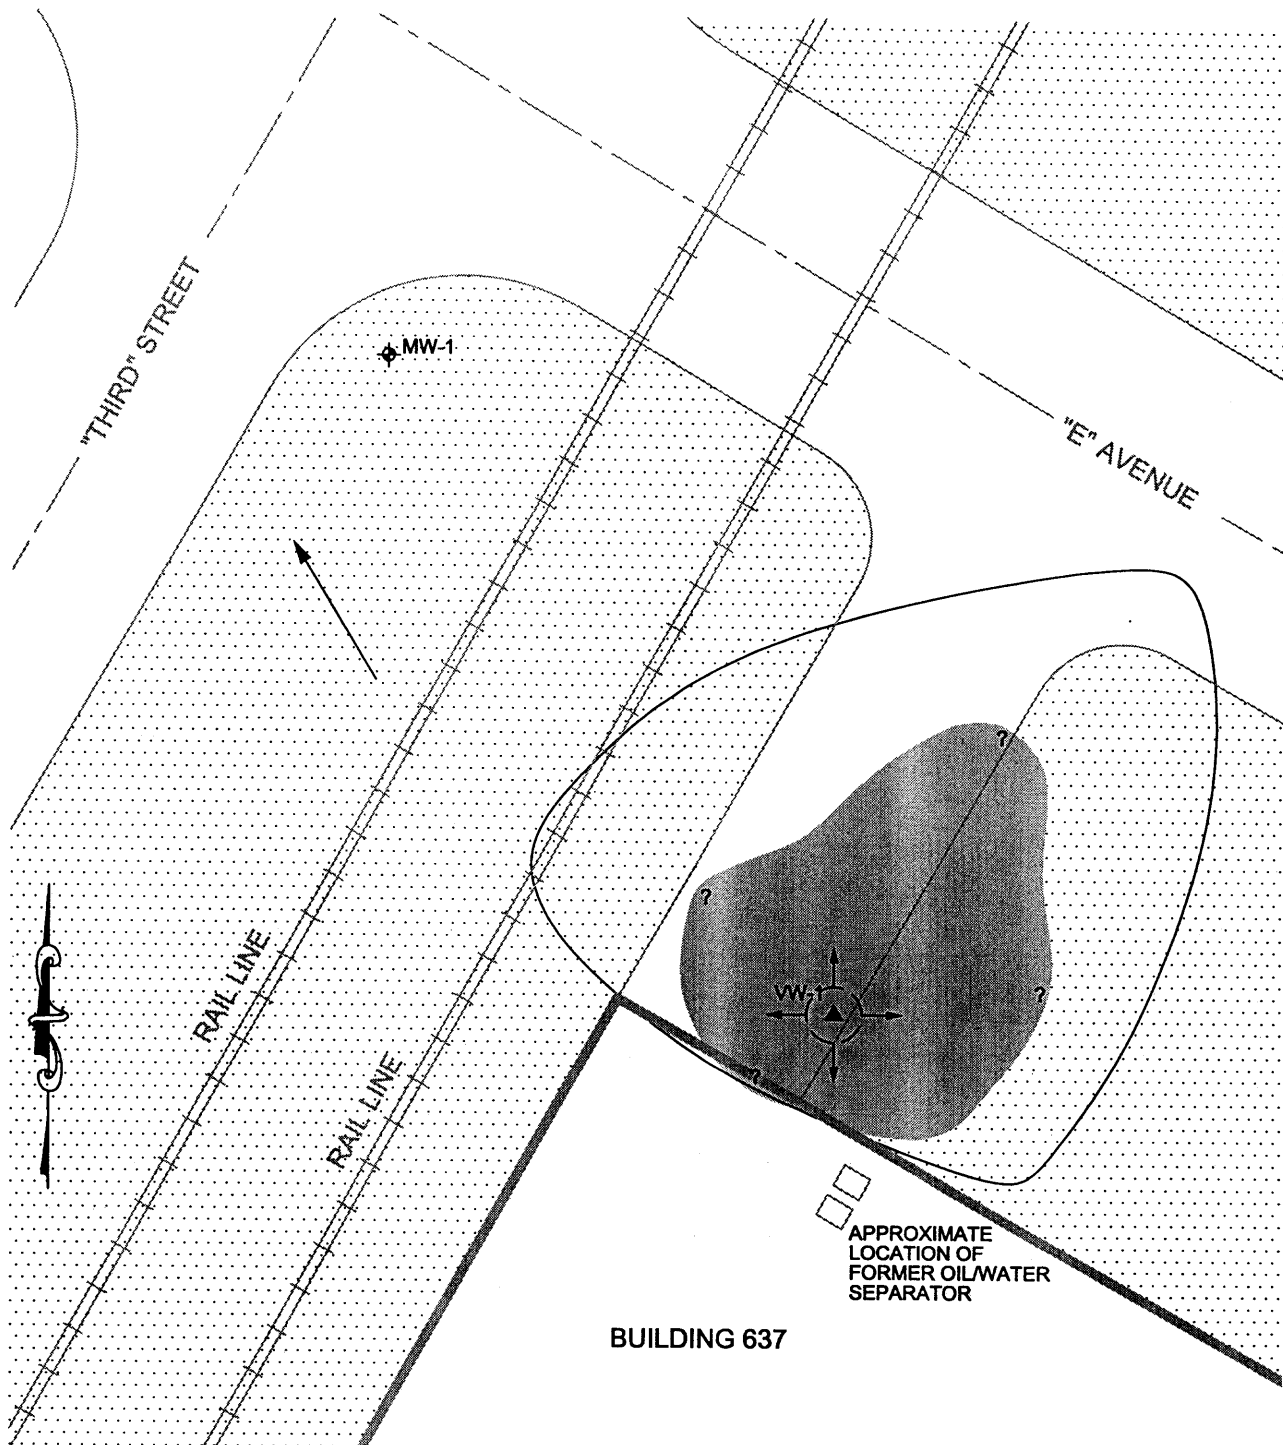 "THIRD" STREET
MW-1
"E" AVENUE
?
?
VW-1
?
?
RAIL LINE
RAIL LINE
APPROXIMATE
LOCATION OF
FORMER OIL/WATER
SEPARATOR
BUILDING 637